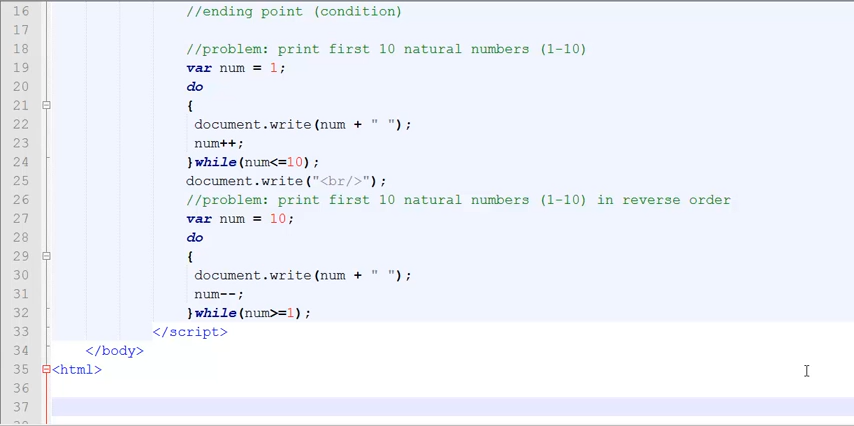 16 //ending point (condition)
17
18 //problem: print first 10 natural numbers (1-10)
19 var num = 1;
20 do
21 {
22 document.write(num + " ");
23 num++;
24 }while(num<=10);
25 document.write("<br/>");
26 //problem: print first 10 natural numbers (1-10) in reverse order
27 var num = 10;
28 do
29 {
30 document.write(num + " ");
31 num--;
32 }while(num>=1);
33 </script>
34 </body>
35 <html>
36
37